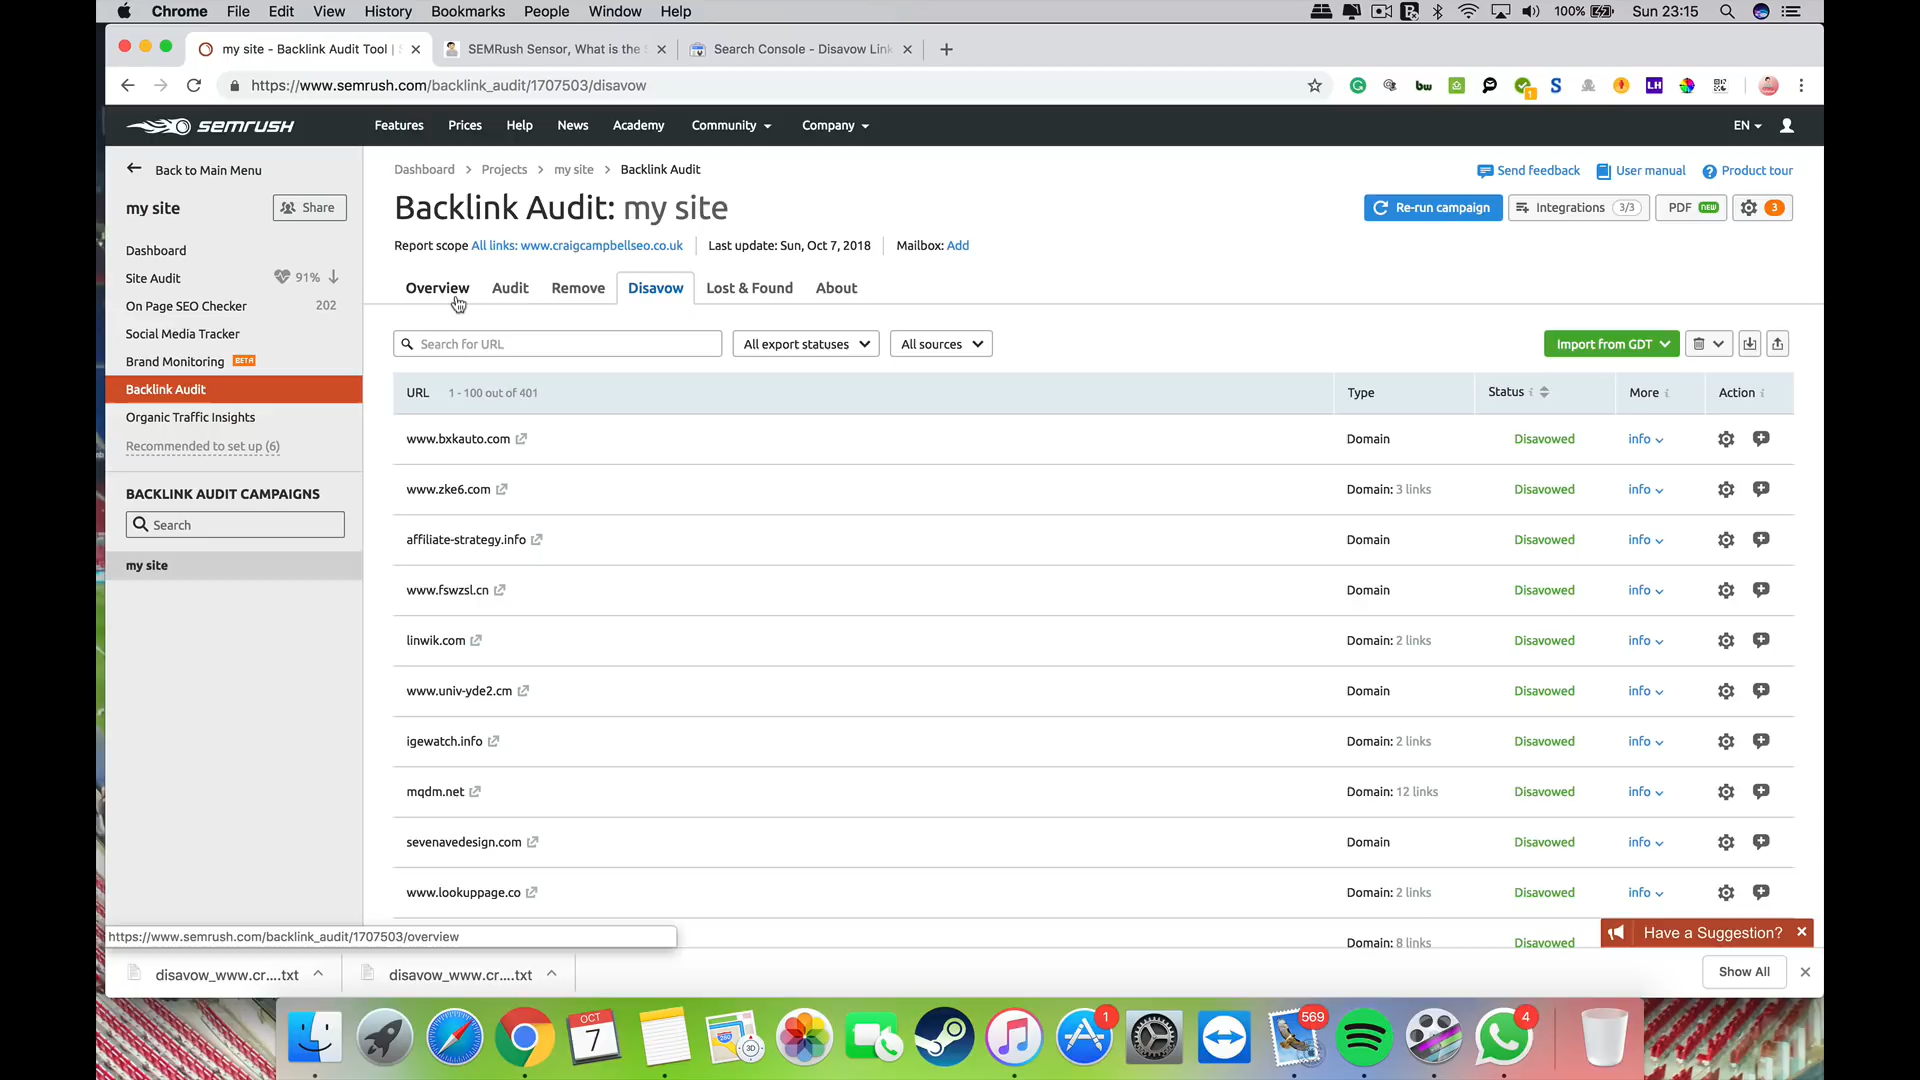 Chrome File Edit View History Bookmarks People Window Help 100% Sun 23:15
my site - Backlink Audit Tool | SEMRush Sensor, What is the Search Console - Disavow Link
https://www.semrush.com/backlink_audit/1707503/disavow
bw 1 S LH
SEMRUSH Features Prices Help News Academy Community Company EN
Back to Main Menu
Dashboard > Projects > my site > Backlink Audit
Send feedback User manual Product tour
my site Share
Backlink Audit: my site
Re-run campaign Integrations 3/3 PDF NEW 3
Report scope All links: www.craigcampbellseo.co.uk Last update: Sun, Oct 7, 2018 Mailbox: Add
Dashboard
Site Audit 91%
On Page SEO Checker 202
Social Media Tracker
Brand Monitoring BETA
Backlink Audit
Organic Traffic Insights
Recommended to set up (6)
BACKLINK AUDIT CAMPAIGNS
Search
my site
Overview Audit Remove Disavow Lost & Found About
Search for URL All export statuses All sources Import from GDT
URL 1 - 100 out of 401 Type Status i More i Action i
www.bxkauto.com Domain Disavowed info
www.zke6.com Domain: 3 links Disavowed info
affiliate-strategy.info Domain Disavowed info
www.fswzsl.cn Domain Disavowed info
linwik.com Domain: 2 links Disavowed info
www.univ-yde2.cm Domain Disavowed info
igewatch.info Domain: 2 links Disavowed info
mqdm.net Domain: 12 links Disavowed info
sevenavedesign.com Domain Disavowed info
www.lookuppage.co Domain: 2 links Disavowed info
Domain: 8 links Disavowed
Have a Suggestion?
https://www.semrush.com/backlink_audit/1707503/overview
disavow_www.cr....txt disavow_www.cr....txt Show All
OCT
7
3D
1
569
4